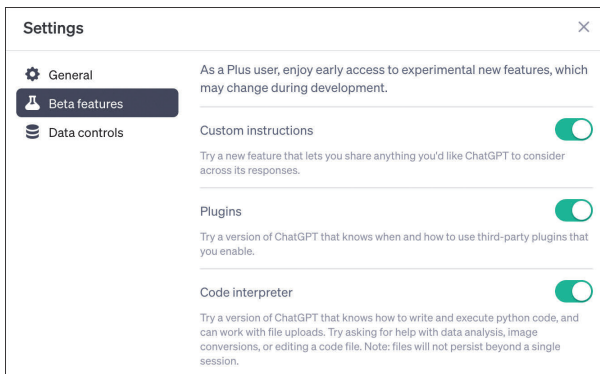 Settings
General
Beta features
Data controls
As a Plus user, enjoy early access to experimental new features, which
may change during development.
Custom instructions
Try a new feature that lets you share anything you'd like ChatGPT to consider
across its responses.
Plugins
Try a version of ChatGPT that knows when and how to use third-party plugins that
you enable.
Code interpreter
Try a version of ChatGPT that knows how to write and execute python code, and
can work with file uploads. Try asking for help with data analysis, image
conversions, or editing a code file. Note: files will not persist beyond a single
session.